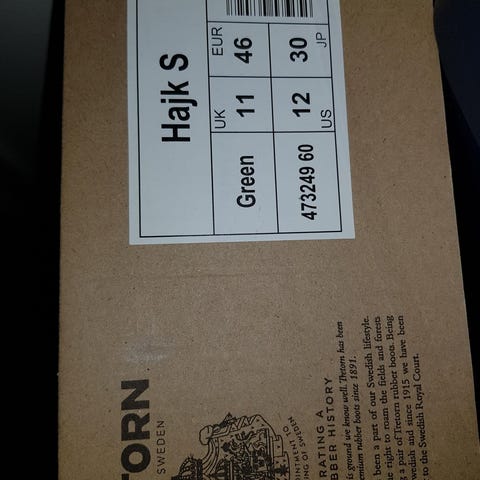 Hajk S
EUR
46
30
JP
UK
11
12
US
Green
473249 60
TORN
SWEDEN
OF SWEDEN
RATING A
BBER HISTORY
is ground we know well. Tretorn has been
emium rubber boots since 1891.
been a part of our Swedish lifestyle.
e right to roam the fields and forests
g a pair of Tretorn rubber boots. Being
wedish and since 1915 we have been
to the Swedish Royal Court.